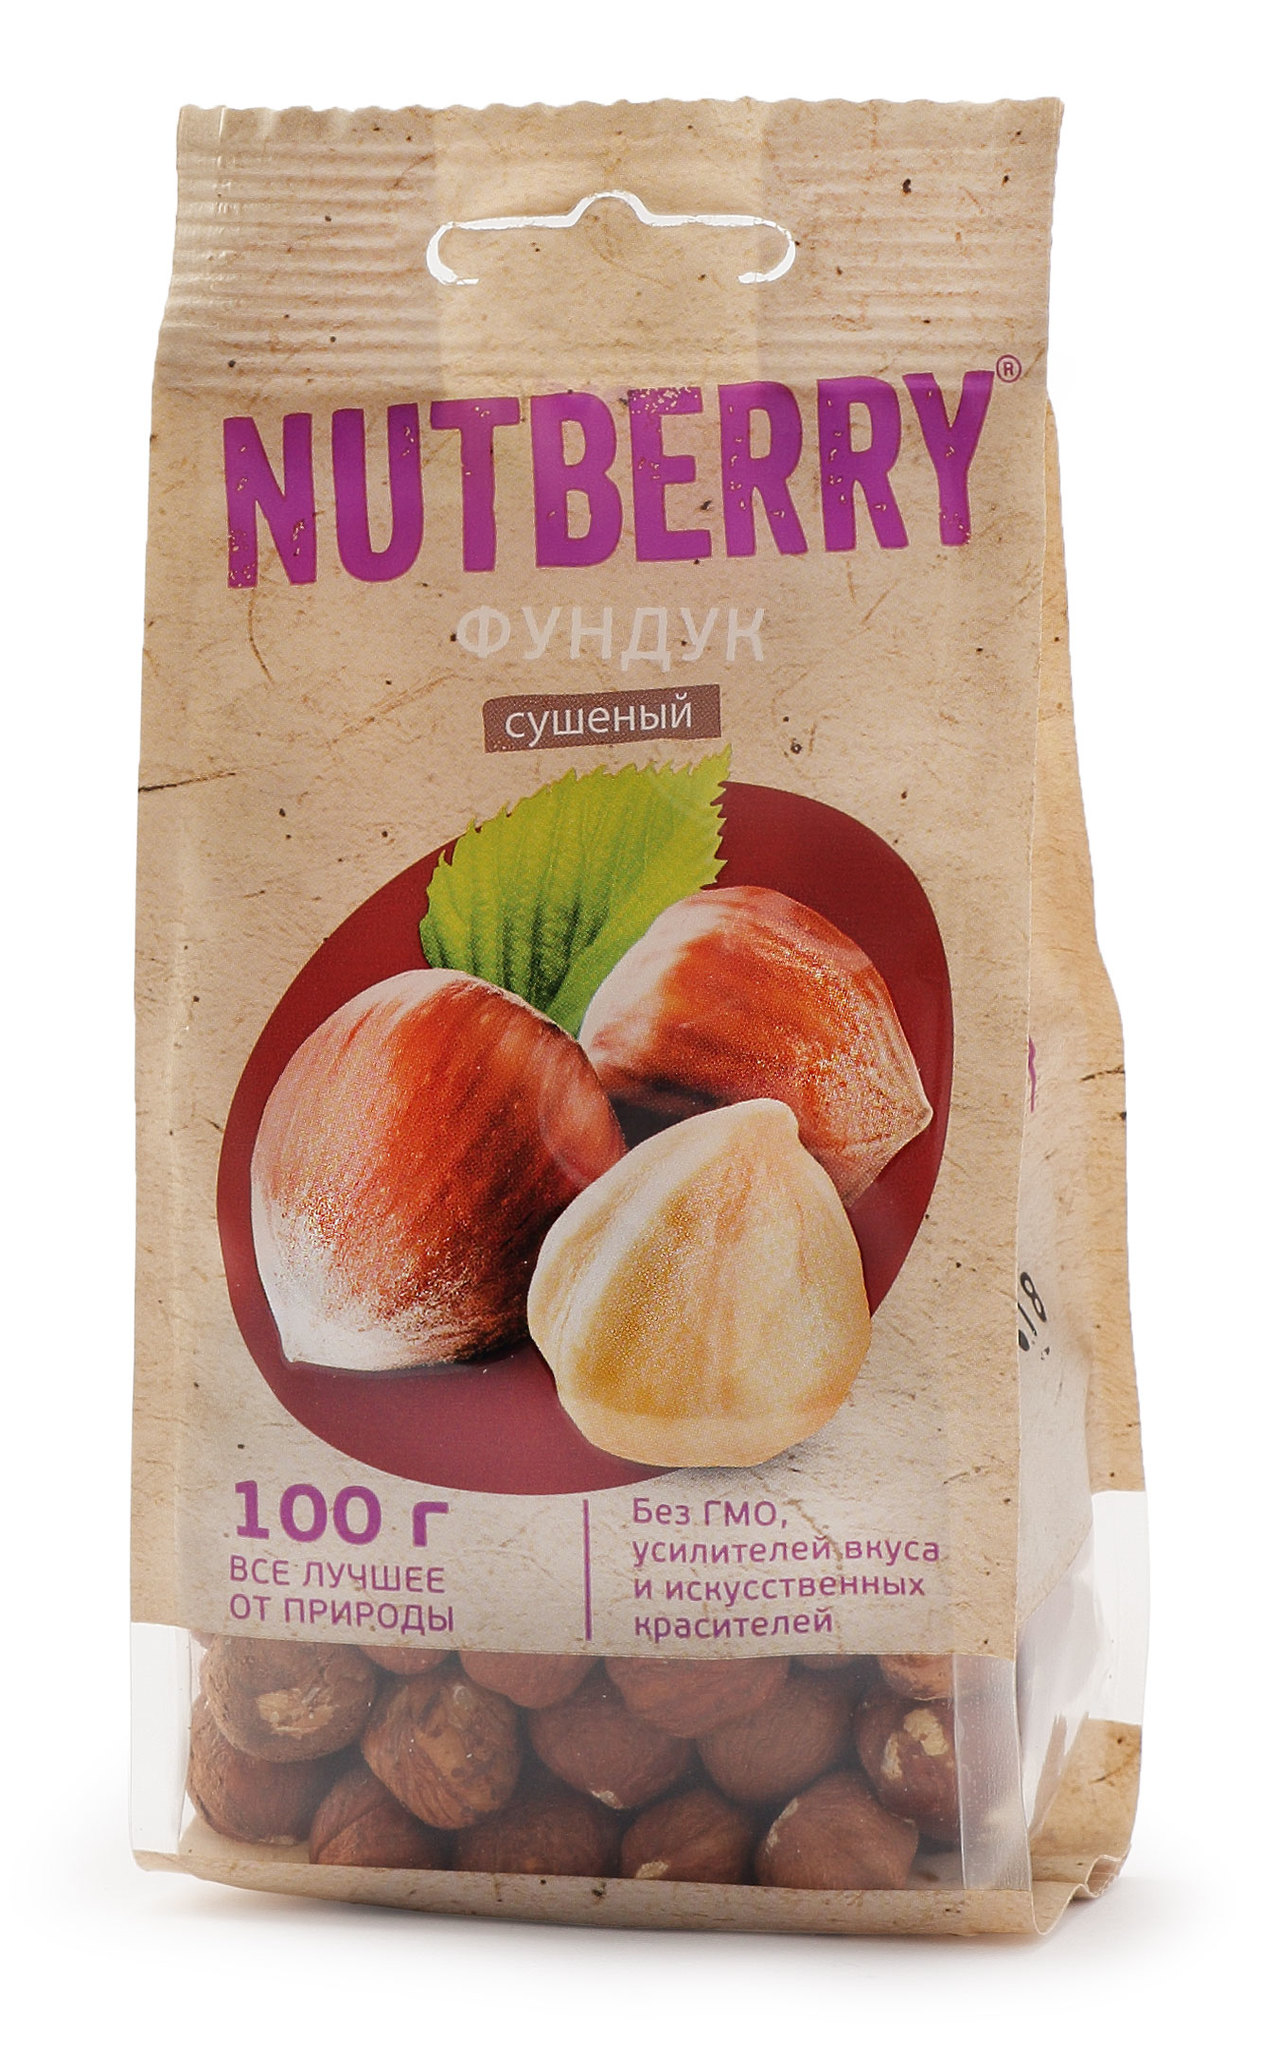 NUTBERRY®
ФУНДУК
сушеный
100 г
ВСЕ ЛУЧШЕЕ
ОТ ПРИРОДЫ
Без ГМО,
усилителей вкуса
и искусственных
красителей